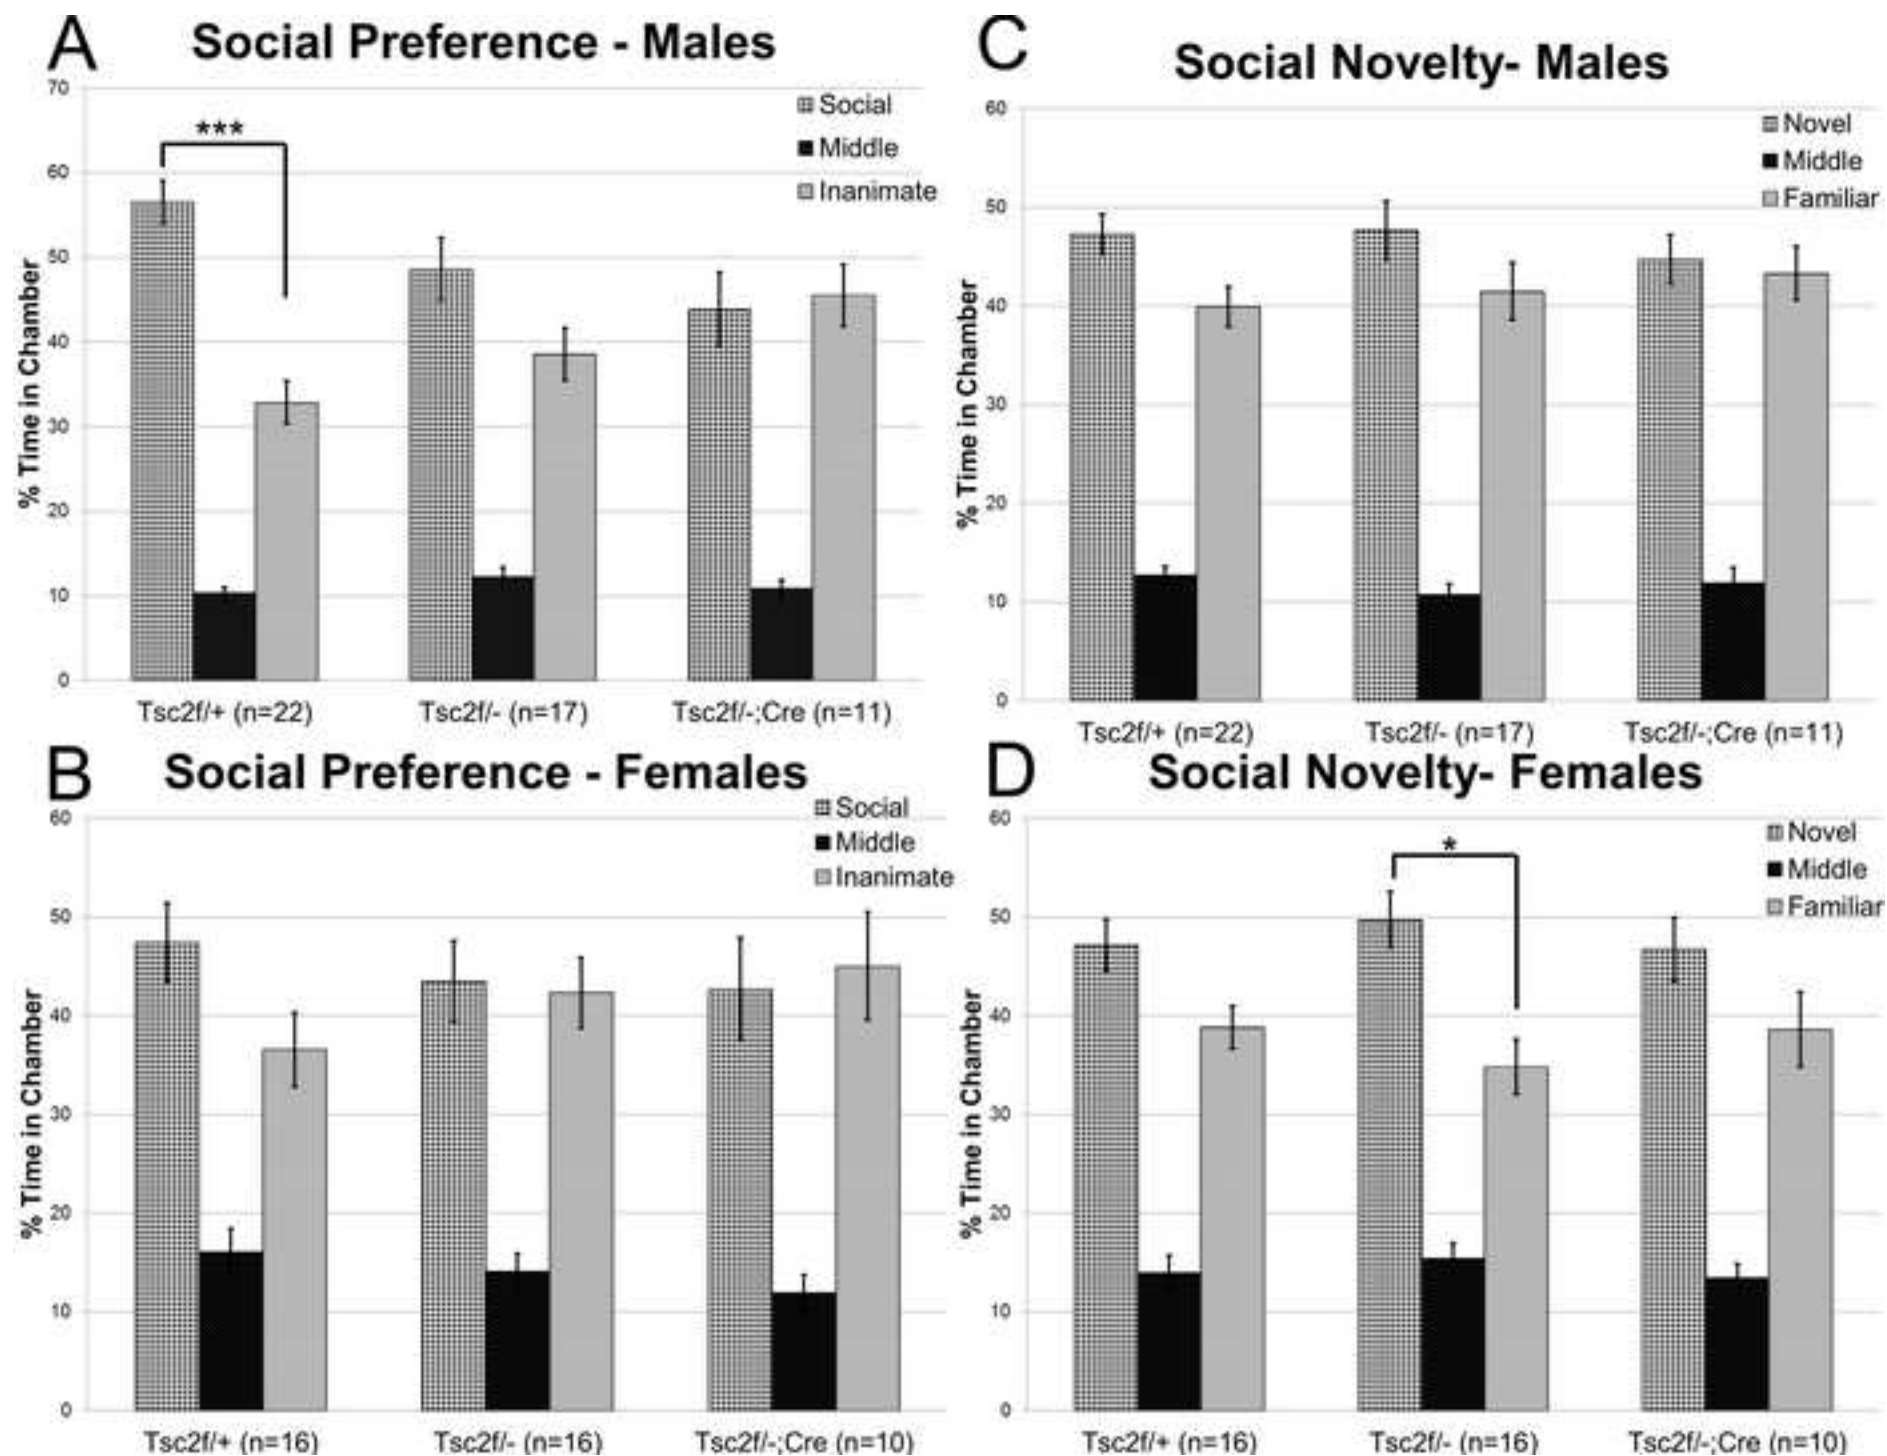 A
Social Preference - Males
70
60
50
40
30
20
10
0
% Time in Chamber
***
Social
Middle
Inanimate
Tsc2f/+ (n=22)
Tsc2f/- (n=17)
Tsc2f/-;Cre (n=11)
C
Social Novelty- Males
60
50
40
30
20
10
0
% Time in Chamber
Novel
Middle
Familiar
Tsc2f/+ (n=22)
Tsc2f/- (n=17)
Tsc2f/-;Cre (n=11)
B
Social Preference - Females
60
50
40
30
20
10
0
% Time in Chamber
Social
Middle
Inanimate
Tsc2f/+ (n=16)
Tsc2f/- (n=16)
Tsc2f/-;Cre (n=10)
D
Social Novelty- Females
60
50
40
30
20
10
0
% Time in Chamber
*
Novel
Middle
Familiar
Tsc2f/+ (n=16)
Tsc2f/- (n=16)
Tsc2f/-;Cre (n=10)